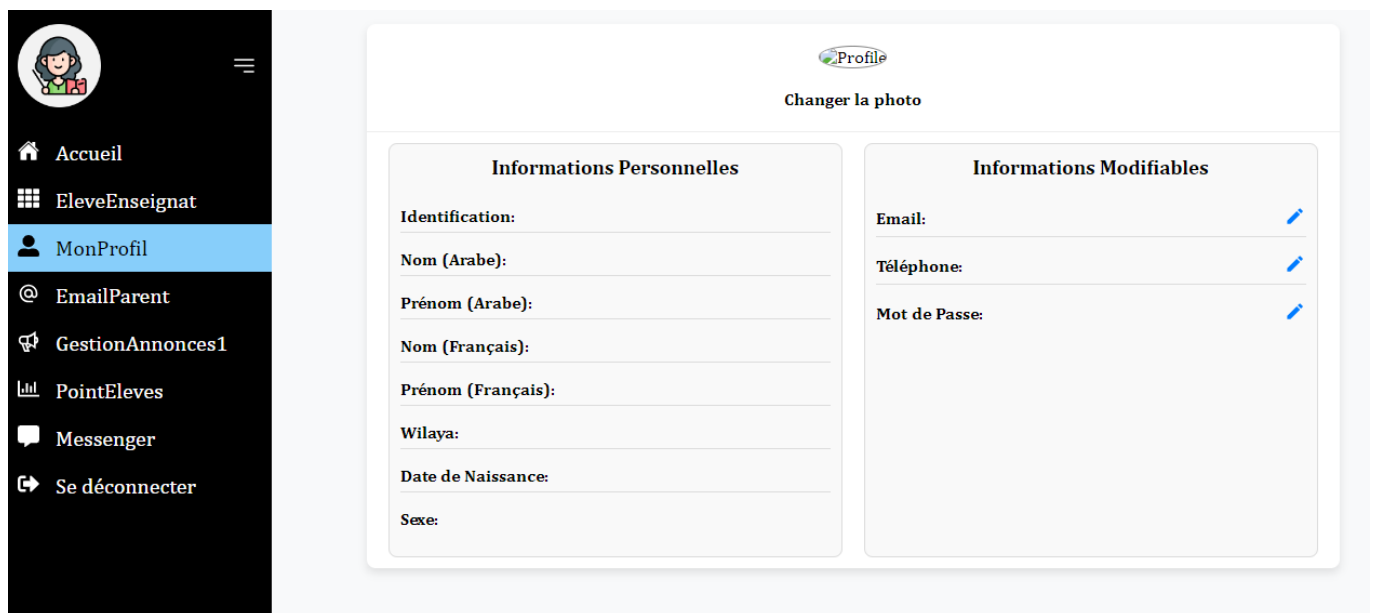 Accueil
EleveEnseignat
MonProfil
EmailParent
GestionAnnonces1
PointEleves
Messenger
Se déconnecter
Profile
Changer la photo
Informations Personnelles
Identification:
Nom (Arabe):
Prénom (Arabe):
Nom (Français):
Prénom (Français):
Wilaya:
Date de Naissance:
Sexe:
Informations Modifiables
Email:
Téléphone:
Mot de Passe: